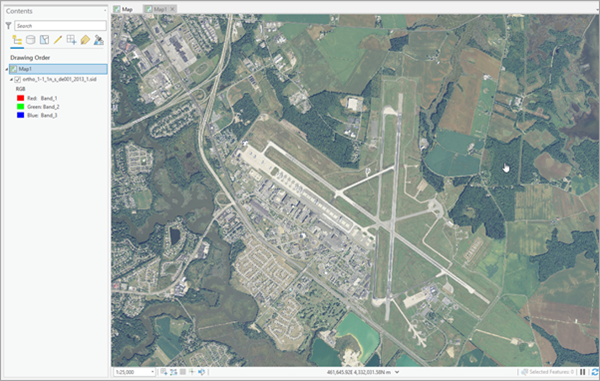 Contents
Map
Map1
Search
Drawing Order
Map1
ortho_1-1_1n_s_de001_2013_1.sid
RGB
Red: Band_1
Green: Band_2
Blue: Band_3
1:25,000
461,645.92E 4,332,031.58N m
Selected Features: 0